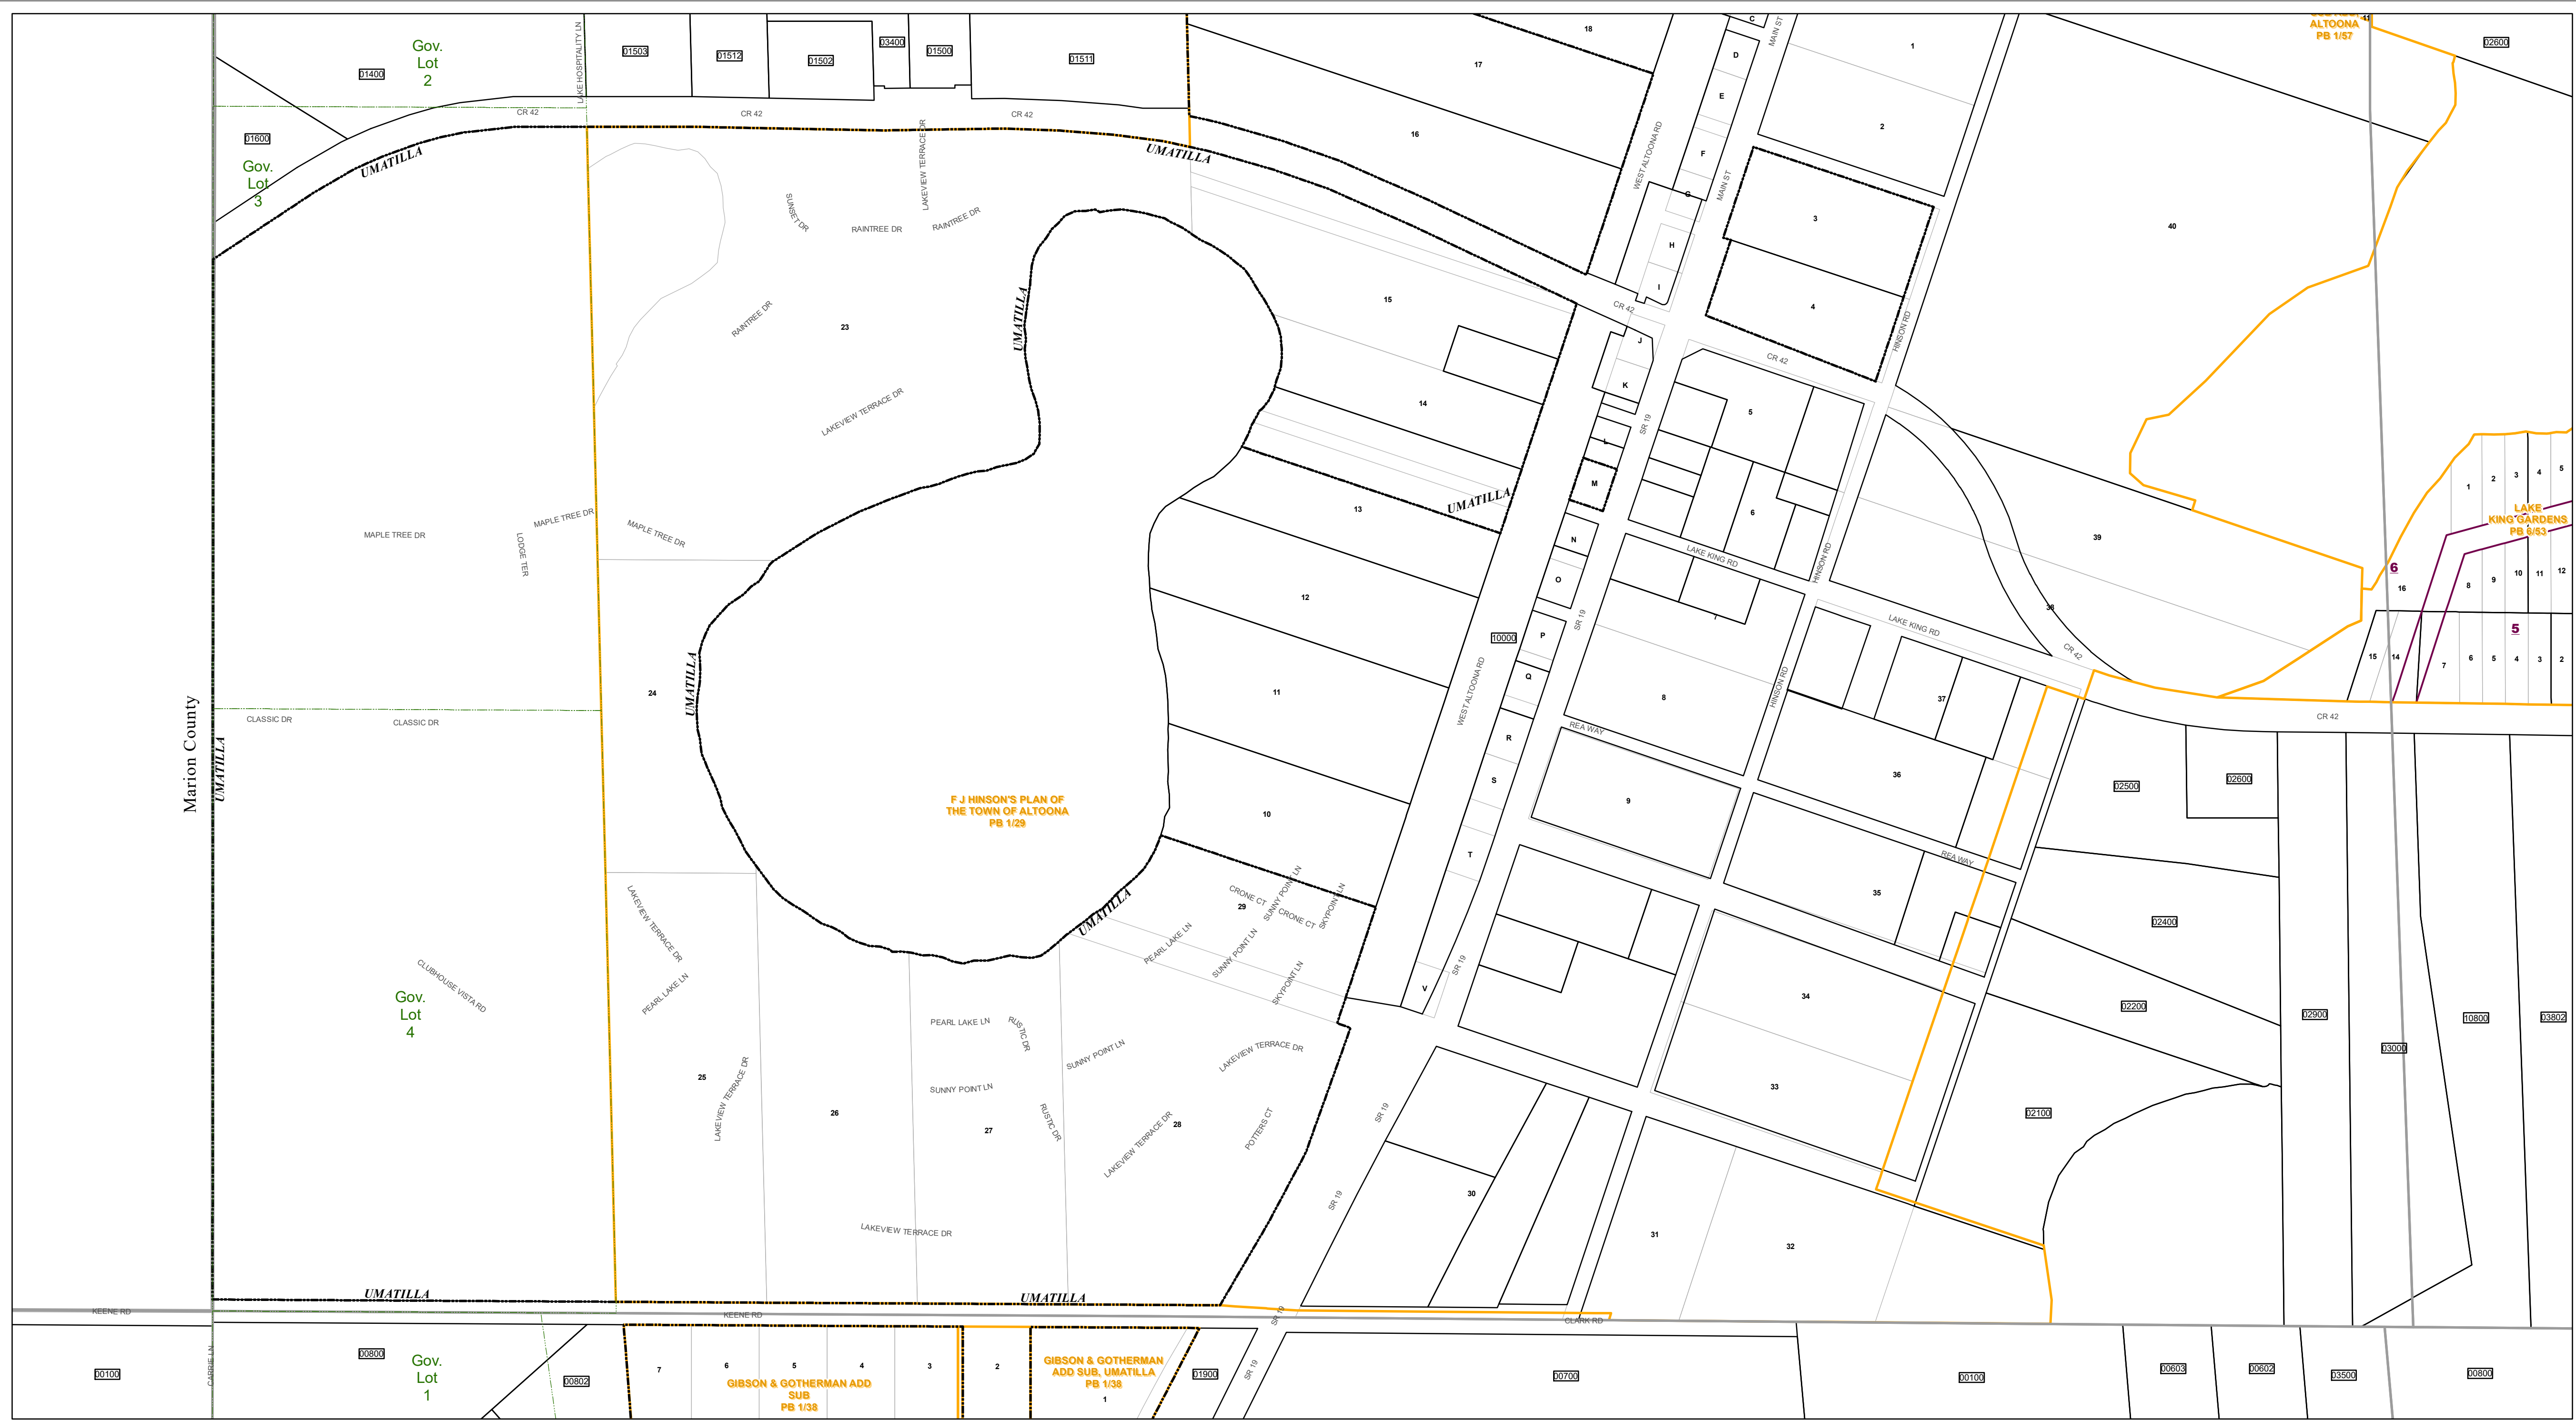 Gov.
Lot
2
LAKE HOSPITALITY LN
01503
01512
01502
03400
01500
01511
01400
18
17
C
MAIN ST
D
1
ALTOONA
PB 1/57
11
02600
E
CR 42
CR 42
CR 42
01600
UMATILLA
Gov.
Lot
3
LAKEVIEW TERRACE DR
UMATILLA
16
WEST ALTOONA RD
F
2
MAIN ST
G
SUNSET DR
RAINTREE DR
RAINTREE DR
3
40
H
I
UMATILLA
RAINTREE DR
23
15
CR 42
4
HINSON RD
J
CR 42
K
LAKEVIEW TERRACE DR
14
5
SR 19
L
M
UMATILLA
1
2
3
4
5
MAPLE TREE DR
MAPLE TREE DR
MAPLE TREE DR
LODGE TER
13
6
LAKE
KING GARDENS
PB 8/53
N
39
LAKE KING RD
HINSON RD
O
6
16
8
9
10
11
12
12
38
SR 19
LAKE KING RD
5
10000
P
CR 42
15
14
7
6
5
4
3
2
UMATILLA
24
Q
11
8
HINSON RD
37
WEST ALTOONA RD
CLASSIC DR
CLASSIC DR
REA WAY
CR 42
Marion County
UMATILLA
R
S
36
02500
02600
F J HINSON'S PLAN OF
THE TOWN OF ALTOONA
PB 1/29
10
9
T
REA WAY
LAKEVIEW TERRACE DR
UMATILLA
CRONE CT
SUNNY POINT LN
SKYPOINT LN
29
CRONE CT
35
02400
PEARL LAKE LN
SUNNY POINT LN
SKYPOINT LN
SR 19
V
34
CLUBHOUSE VISTA RD
PEARL LAKE LN
Gov.
Lot
4
PEARL LAKE LN
RUSTIC DR
02200
02900
10800
03802
SUNNY POINT LN
LAKEVIEW TERRACE DR
03000
25
LAKEVIEW TERRACE DR
SUNNY POINT LN
33
26
27
RUSTIC DR
28
LAKEVIEW TERRACE DR
POTTERS CT
SR 19
02100
30
SR 19
LAKEVIEW TERRACE DR
31
32
UMATILLA
UMATILLA
KEENE RD
KEENE RD
SR 19
CLARK RD
00100
CARRIE LN
00800
Gov.
Lot
1
00802
7
6
5
4
3
2
GIBSON & GOTHERMAN ADD
SUB
PB 1/38
GIBSON & GOTHERMAN
ADD SUB, UMATILLA
PB 1/38
1
01900
SR 19
00700
00100
00603
00602
03500
00800